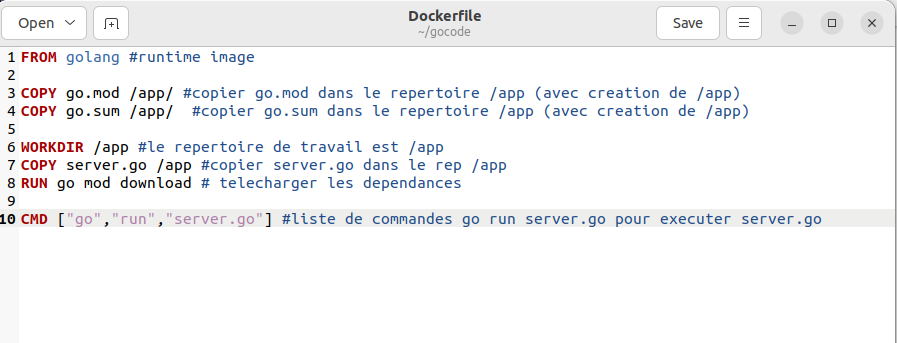 Open
Dockerfile
~/gocode
Save
1 FROM golang #runtime image
2
3 COPY go.mod /app/ #copier go.mod dans le repertoire /app (avec creation de /app)
4 COPY go.sum /app/  #copier go.sum dans le repertoire /app (avec creation de /app)
5
6 WORKDIR /app #le repertoire de travail est /app
7 COPY server.go /app #copier server.go dans le rep /app
8 RUN go mod download # telecharger les dependances
9
10 CMD ["go","run","server.go"] #liste de commandes go run server.go pour executer server.go